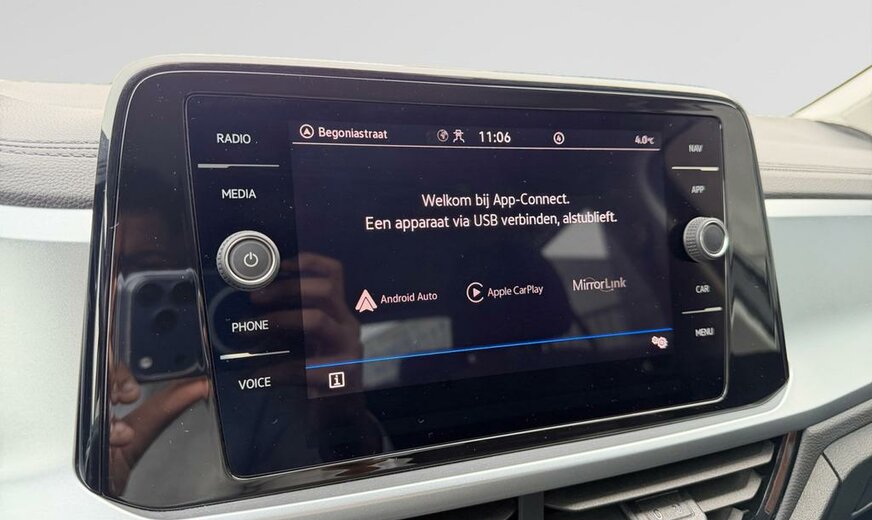 RADIO
MEDIA
PHONE
VOICE
Begoniastraat 11:06 4.0°C
Welkom bij App-Connect.
Een apparaat via USB verbinden, alstublieft.
Android Auto Apple CarPlay MirrorLink
i
NAV
APP
CAR
MENU